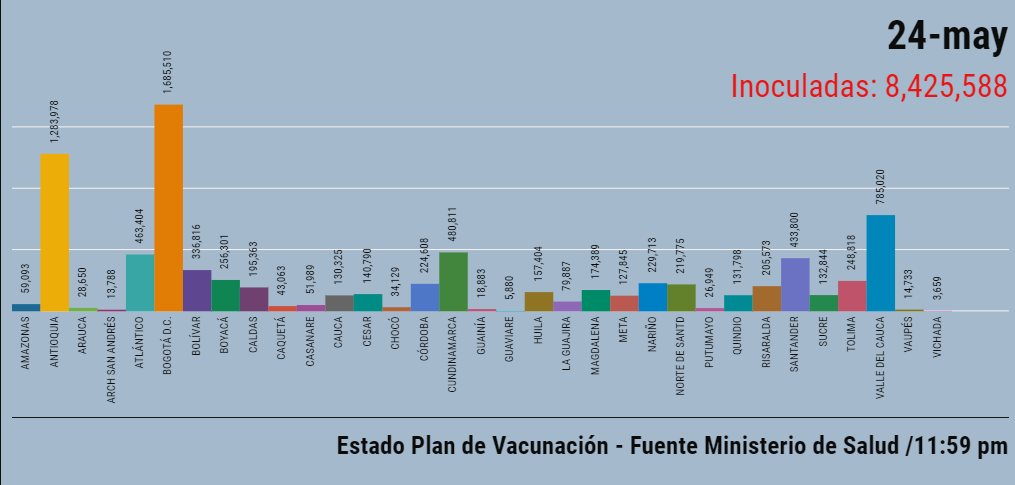 24-may
Inoculadas: 8,425,588
59,093
1,283,978
28,650
13,788
463,404
1,685,510
336,816
256,301
195,363
43,063
51,989
130,325
140,790
34,129
224,608
480,811
18,883
5,880
157,404
79,887
174,389
127,845
229,713
219,775
26,949
131,798
205,573
433,800
132,844
248,818
785,020
14,733
3,659
AMAZONAS
ANTIOQUIA
ARAUCA
ARCH SAN ANDRÉS
ATLÁNTICO
BOGOTÁ D.C.
BOLÍVAR
BOYACÁ
CALDAS
CAQUETÁ
CASANARE
CAUCA
CESAR
CHOCÓ
CÓRDOBA
CUNDINAMARCA
GUAINÍA
GUAVIARE
HUILA
LA GUAJIRA
MAGDALENA
META
NARIÑO
NORTE DE SANTD
PUTUMAYO
QUINDIO
RISARALDA
SANTANDER
SUCRE
TOLIMA
VALLE DEL CAUCA
VAUPÉS
VICHADA
Estado Plan de Vacunación - Fuente Ministerio de Salud /11:59 pm